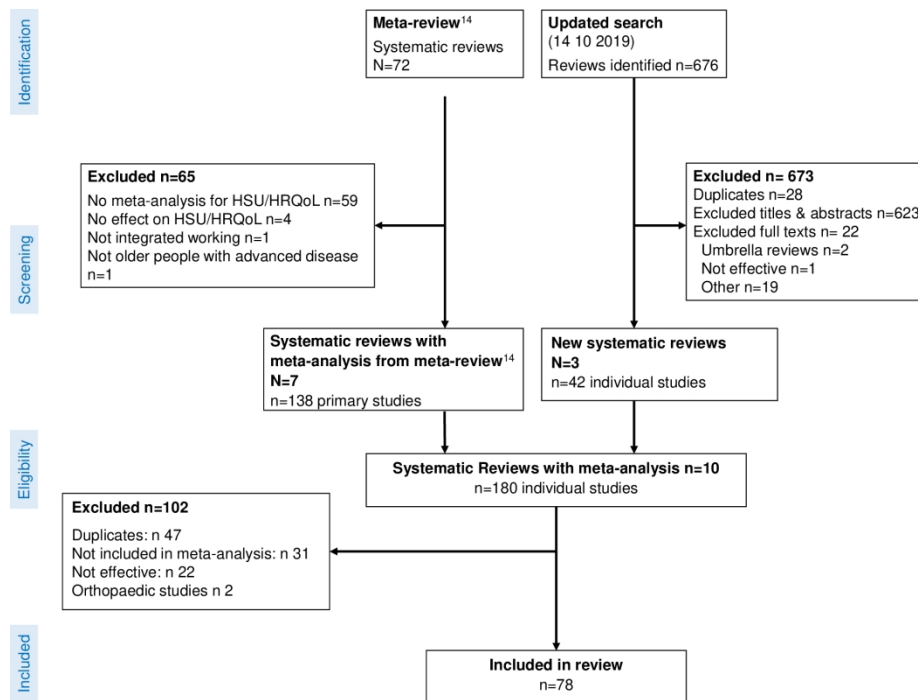 Identification
Meta-review14
Systematic reviews
N=72
Updated search
(14 10 2019)
Reviews identified n=676
Screening
Excluded n=65
No meta-analysis for HSU/HRQoL n=59
No effect on HSU/HRQoL n=4
Not integrated working n=1
Not older people with advanced disease
n=1
Excluded n= 673
Duplicates n=28
Excluded titles & abstracts n=623
Excluded full texts n= 22
Umbrella reviews n=2
Not effective n=1
Other n=19
Systematic reviews with
meta-analysis from meta-review14
N=7
n=138 primary studies
New systematic reviews
N=3
n=42 individual studies
Eligibility
Systematic Reviews with meta-analysis n=10
n=180 individual studies
Excluded n=102
Duplicates: n 47
Not included in meta-analysis: n 31
Not effective: n 22
Orthopaedic studies n 2
Included
Included in review
n=78